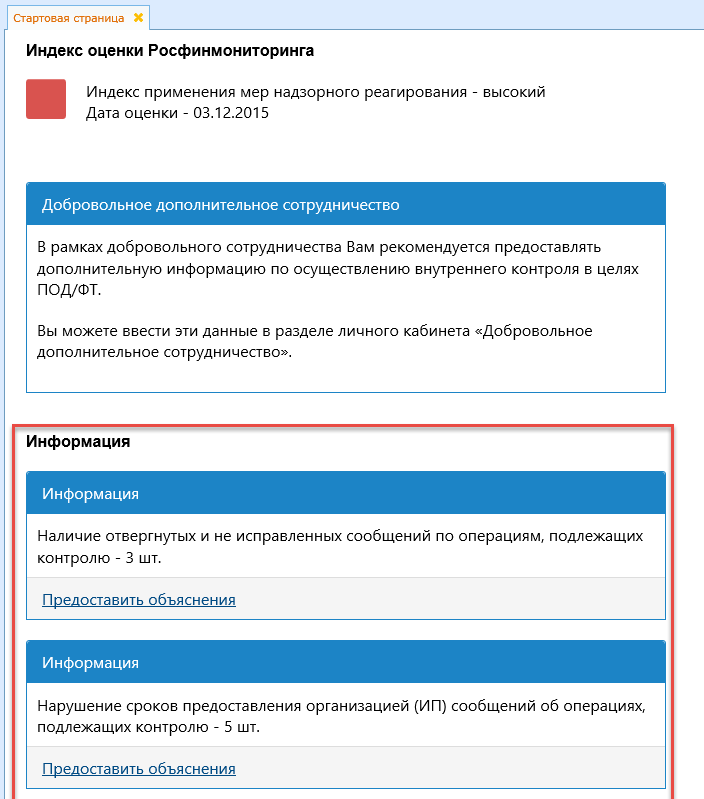 Стартовая страница
Индекс оценки Росфинмониторинга
Индекс применения мер надзорного реагирования - высокий
Дата оценки - 03.12.2015
Добровольное дополнительное сотрудничество
В рамках добровольного сотрудничества Вам рекомендуется предоставлять
дополнительную информацию по осуществлению внутреннего контроля в целях
ПОД/ФТ.
Вы можете ввести эти данные в разделе личного кабинета «Добровольное
дополнительное сотрудничество».
Информация
Информация
Наличие отвергнутых и не исправленных сообщений по операциям, подлежащих
контролю - 3 шт.
Предоставить объяснения
Информация
Нарушение сроков предоставления организацией (ИП) сообщений об операциях,
подлежащих контролю - 5 шт.
Предоставить объяснения